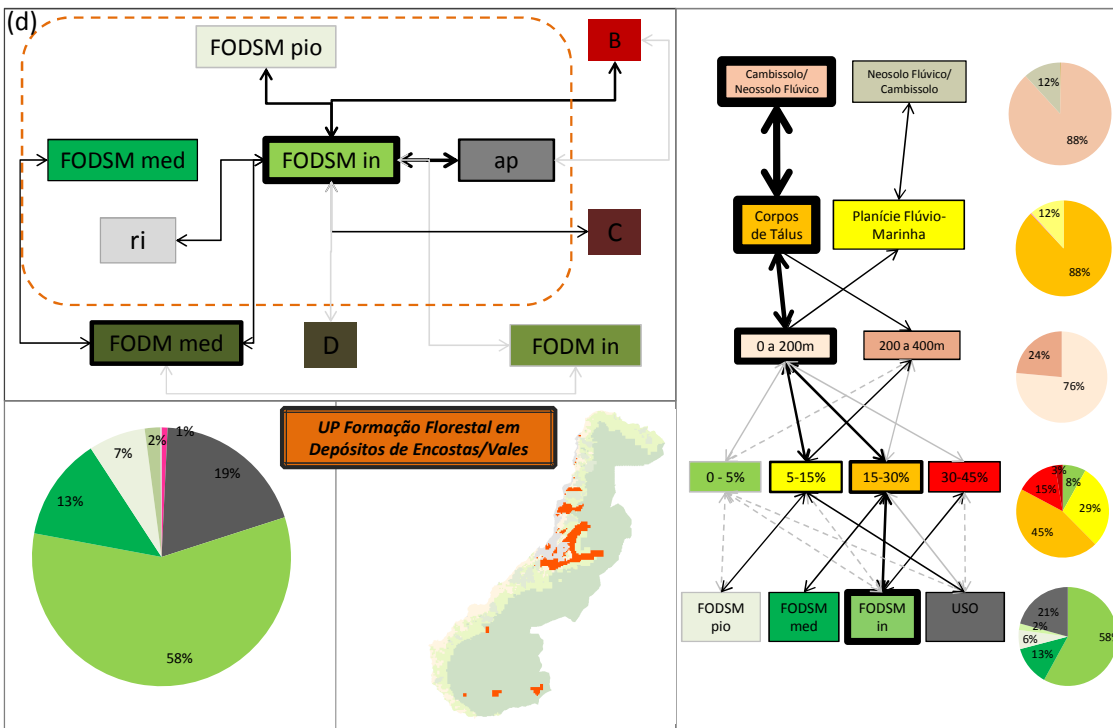 (d)
FODSM pio
B
FODSM med
FODSM in
ap
ri
C
FODM med
D
FODM in
1%
2%
7%
19%
13%
58%
UP Formação Florestal em
Depósitos de Encostas/Vales
Cambissolo/
Neossolo Flúvico
Neosolo Flúvico/
Cambissolo
12%
88%
Corpos
de Tálus
Planície Flúvio-
Marinha
12%
88%
0 a 200m
200 a 400m
24%
76%
0 - 5%
5-15%
15-30%
30-45%
3%
8%
15%
29%
45%
FODSM
pio
FODSM
med
FODSM
in
USO
21%
2%
6%
13%
58%